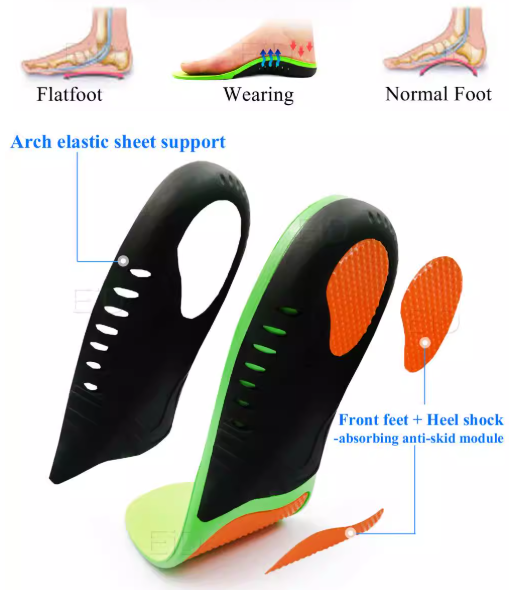 Flatfoot
Wearing
Normal Foot
Arch elastic sheet support
Front feet + Heel shock
-absorbing anti-skid module